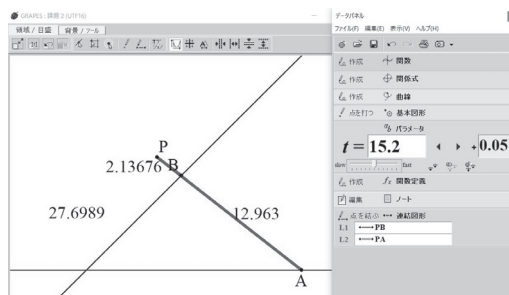 GRAPES : 課題 2 (UTF16)
領域 / 目盛 背景 / ツール
P
2.13676 B
27.6989
12.963
A
データパネル
ファイル(F) 編集(E) 表示(V) ヘルプ(H)
作成 関数
作成 関係式
作成 曲線
点を打つ 基本図形
パラメータ
t = 15.2 + 0.05
slow fast
作成 fx 関数定義
編集 ノート
点を結ぶ 連結図形
L1 PB
L2 PA